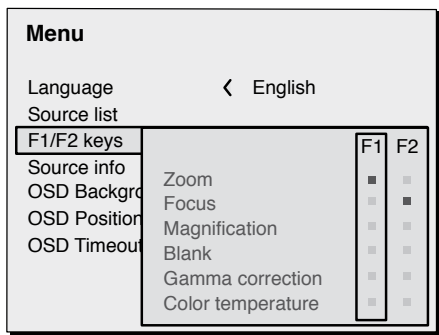 Menu
Language English
Source list
F1/F2 keys
Source info
OSD Backgro
OSD Position
OSD Timeout
F1 F2
Zoom
Focus
Magnification
Blank
Gamma correction
Color temperature